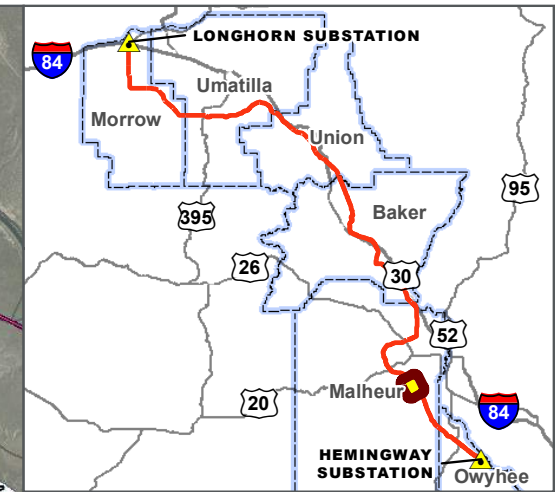 LONGHORN SUBSTATION
84
Umatilla
Morrow
Union
95
395
Baker
26
30
52
Malheur
20
84
HEMINGWAY
SUBSTATION
Owyhee